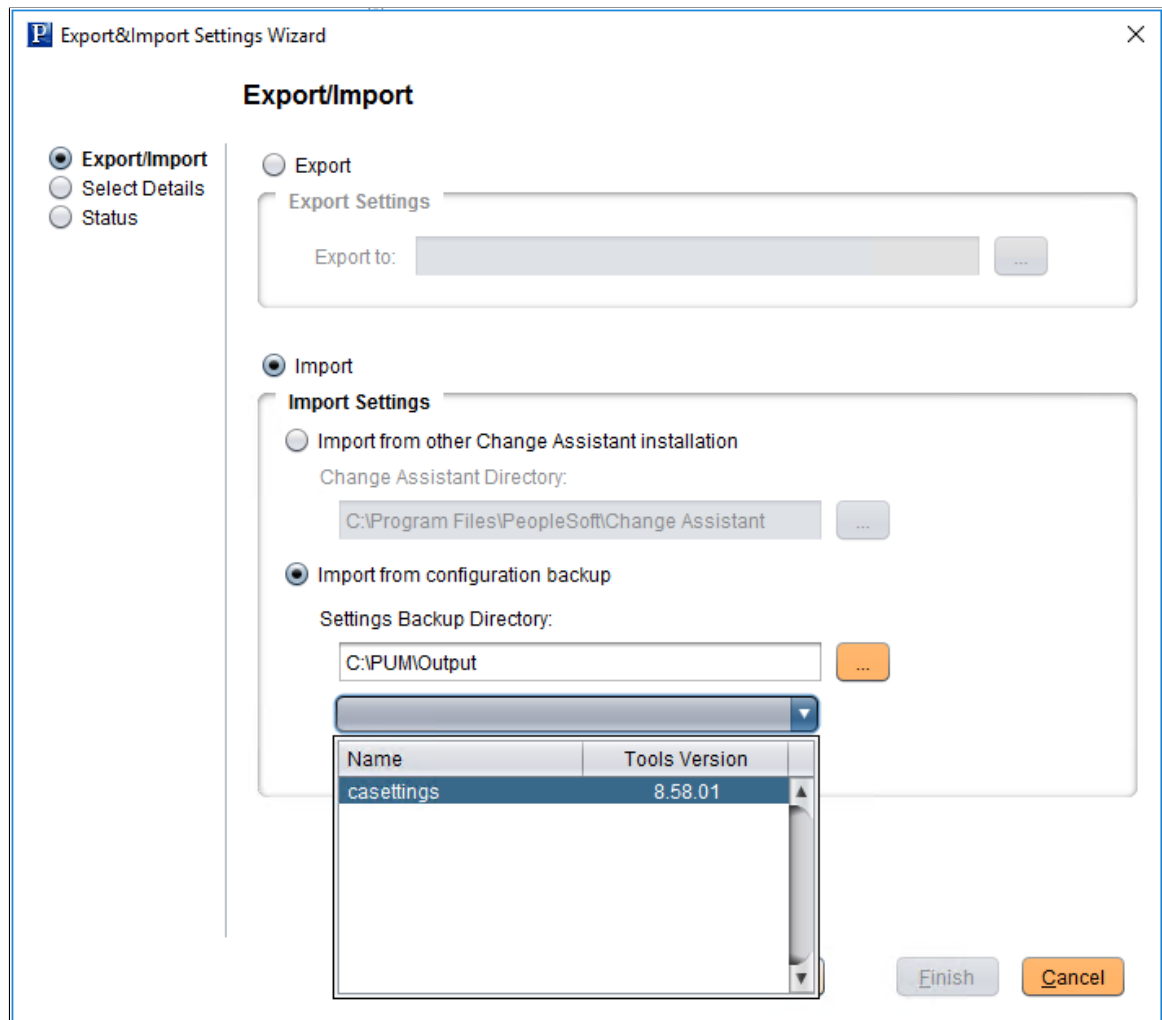 P Export&Import Settings Wizard
Export/Import
Export/Import
Select Details
Status
Export
Export Settings
Export to:
...
Import
Import Settings
Import from other Change Assistant installation
Change Assistant Directory:
C:\Program Files\PeopleSoft\Change Assistant
...
Import from configuration backup
Settings Backup Directory:
C:\PUM\Output
...
Name Tools Version
casettings 8.58.01
Finish Cancel